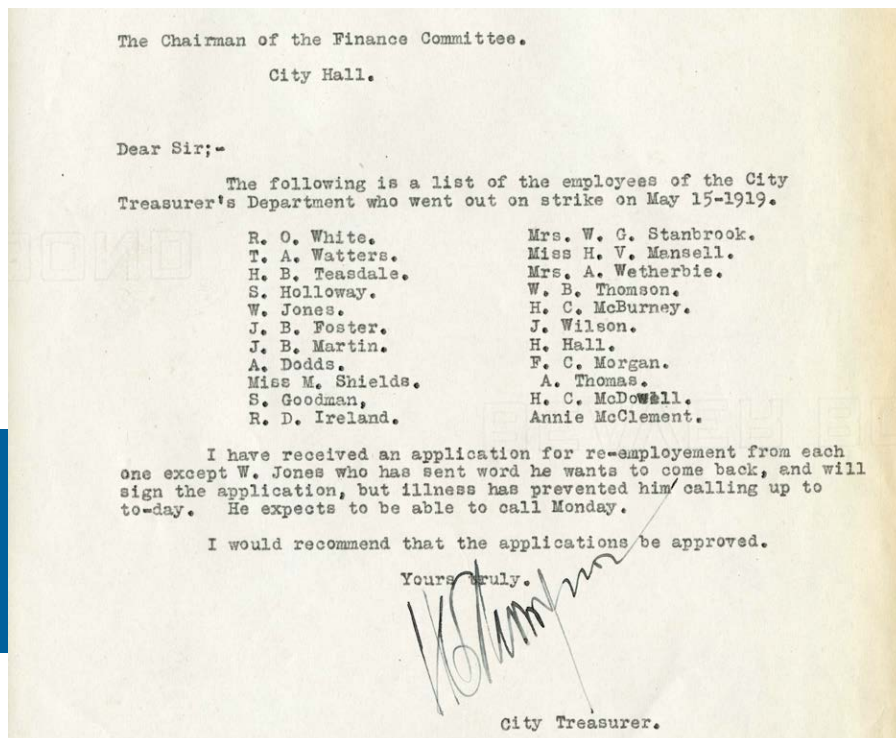 The Chairman of the Finance Committee.
City Hall.
Dear Sir;-
The following is a list of the employees of the City
Treasurer's Department who went out on strike on May 15-1919.
R. O. White. Mrs. W. G. Stanbrook.
T. A. Watters. Miss H. V. Mansell.
H. B. Teasdale. Mrs. A. Wetherbie.
S. Holloway. W. B. Thomson.
W. Jones. H. C. McBurney.
J. B. Foster. J. Wilson.
J. B. Martin. H. Hall.
A. Dodds. F. C. Morgan.
Miss M. Shields. A. Thomas.
S. Goodman, H. C. McDowell.
R. D. Ireland. Annie McClement.
I have received an application for re-employement from each
one except W. Jones who has sent word he wants to come back, and will
sign the application, but illness has prevented him calling up to
to-day. He expects to be able to call Monday.
I would recommend that the applications be approved.
Yours truly.
City Treasurer.